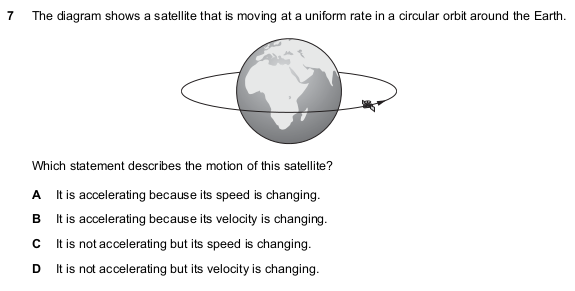 7 The diagram shows a satellite that is moving at a uniform rate in a circular orbit around the Earth.
Which statement describes the motion of this satellite?
A It is accelerating because its speed is changing.
B It is accelerating because its velocity is changing.
C It is not accelerating but its speed is changing.
D It is not accelerating but its velocity is changing.